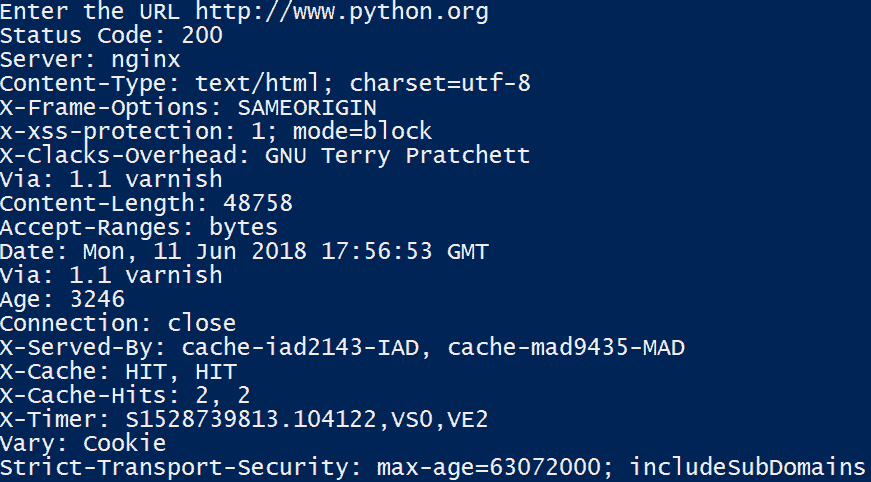 Enter the URL http://www.python.org
Status Code: 200
Server: nginx
Content-Type: text/html; charset=utf-8
X-Frame-Options: SAMEORIGIN
x-xss-protection: 1; mode=block
X-Clacks-Overhead: GNU Terry Pratchett
Via: 1.1 varnish
Content-Length: 48758
Accept-Ranges: bytes
Date: Mon, 11 Jun 2018 17:56:53 GMT
Via: 1.1 varnish
Age: 3246
Connection: close
X-Served-By: cache-iad2143-IAD, cache-mad9435-MAD
X-Cache: HIT, HIT
X-Cache-Hits: 2, 2
X-Timer: S1528739813.104122,VS0,VE2
Vary: Cookie
Strict-Transport-Security: max-age=63072000; includeSubDomains